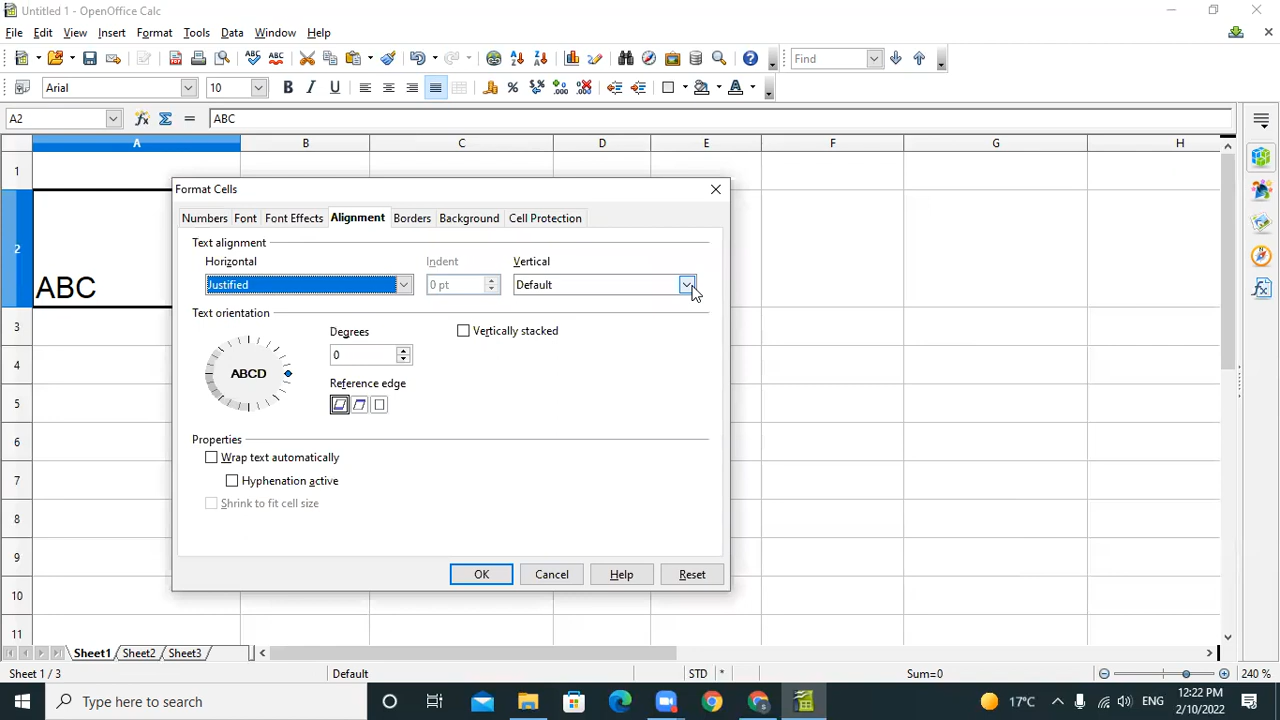 Untitled 1 - OpenOffice Calc
File Edit View Insert Format Tools Data Window Help
Find
Arial 10 B I U
A2 ABC
A B C D E F G H
1
2
ABC
3
4
5
6
7
8
9
10
11
Format Cells
Numbers Font Font Effects Alignment Borders Background Cell Protection
Text alignment
Horizontal Indent Vertical
Justified 0 pt Default
Text orientation
Degrees
Vertically stacked
0
ABCD
Reference edge
Properties
Wrap text automatically
Hyphenation active
Shrink to fit cell size
OK Cancel Help Reset
Sheet1 Sheet2 Sheet3
Sheet 1 / 3 Default STD * Sum=0 240 %
Type here to search
17°C ENG
12:22 PM
2/10/2022